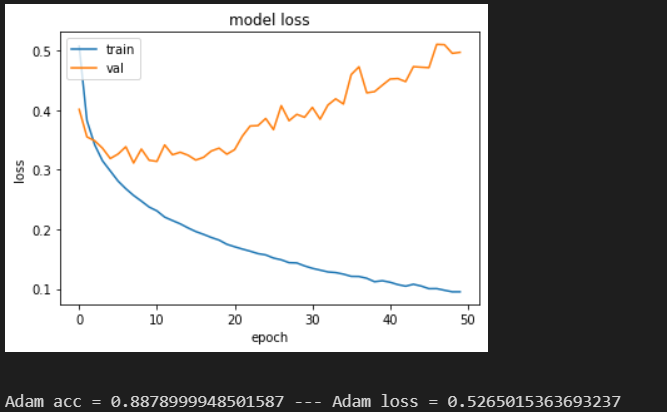 model loss
train
val
0.5
0.4
0.3
0.2
0.1
loss
0 10 20 30 40 50
epoch
Adam acc = 0.8878999948501587 --- Adam loss = 0.5265015363693237